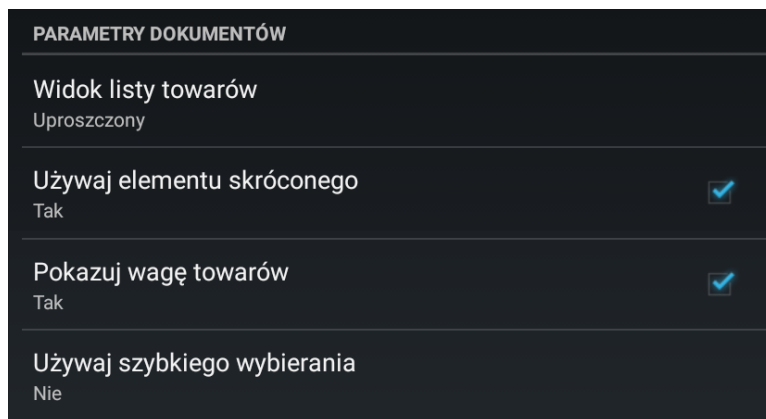 PARAMETRY DOKUMENTÓW
Widok listy towarów
Uproszczony
Używaj elementu skróconego
Tak
Pokazuj wagę towarów
Tak
Używaj szybkiego wybierania
Nie